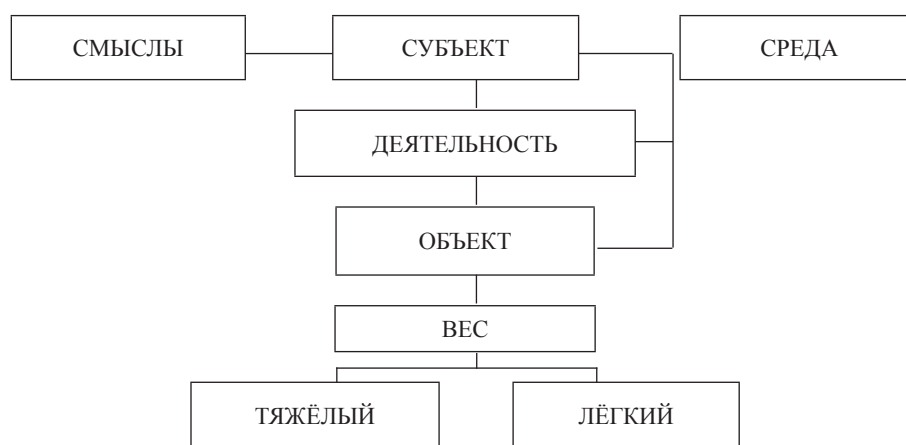 СМЫСЛЫ
СУБЪЕКТ
СРЕДА
ДЕЯТЕЛЬНОСТЬ
ОБЪЕКТ
ВЕС
ТЯЖЁЛЫЙ
ЛЁГКИЙ